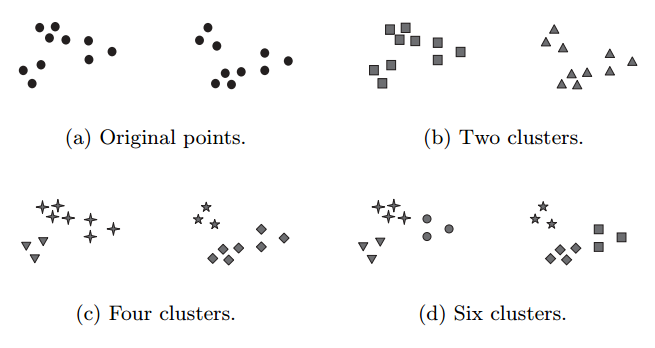 (a) Original points.
(b) Two clusters.
(c) Four clusters.
(d) Six clusters.